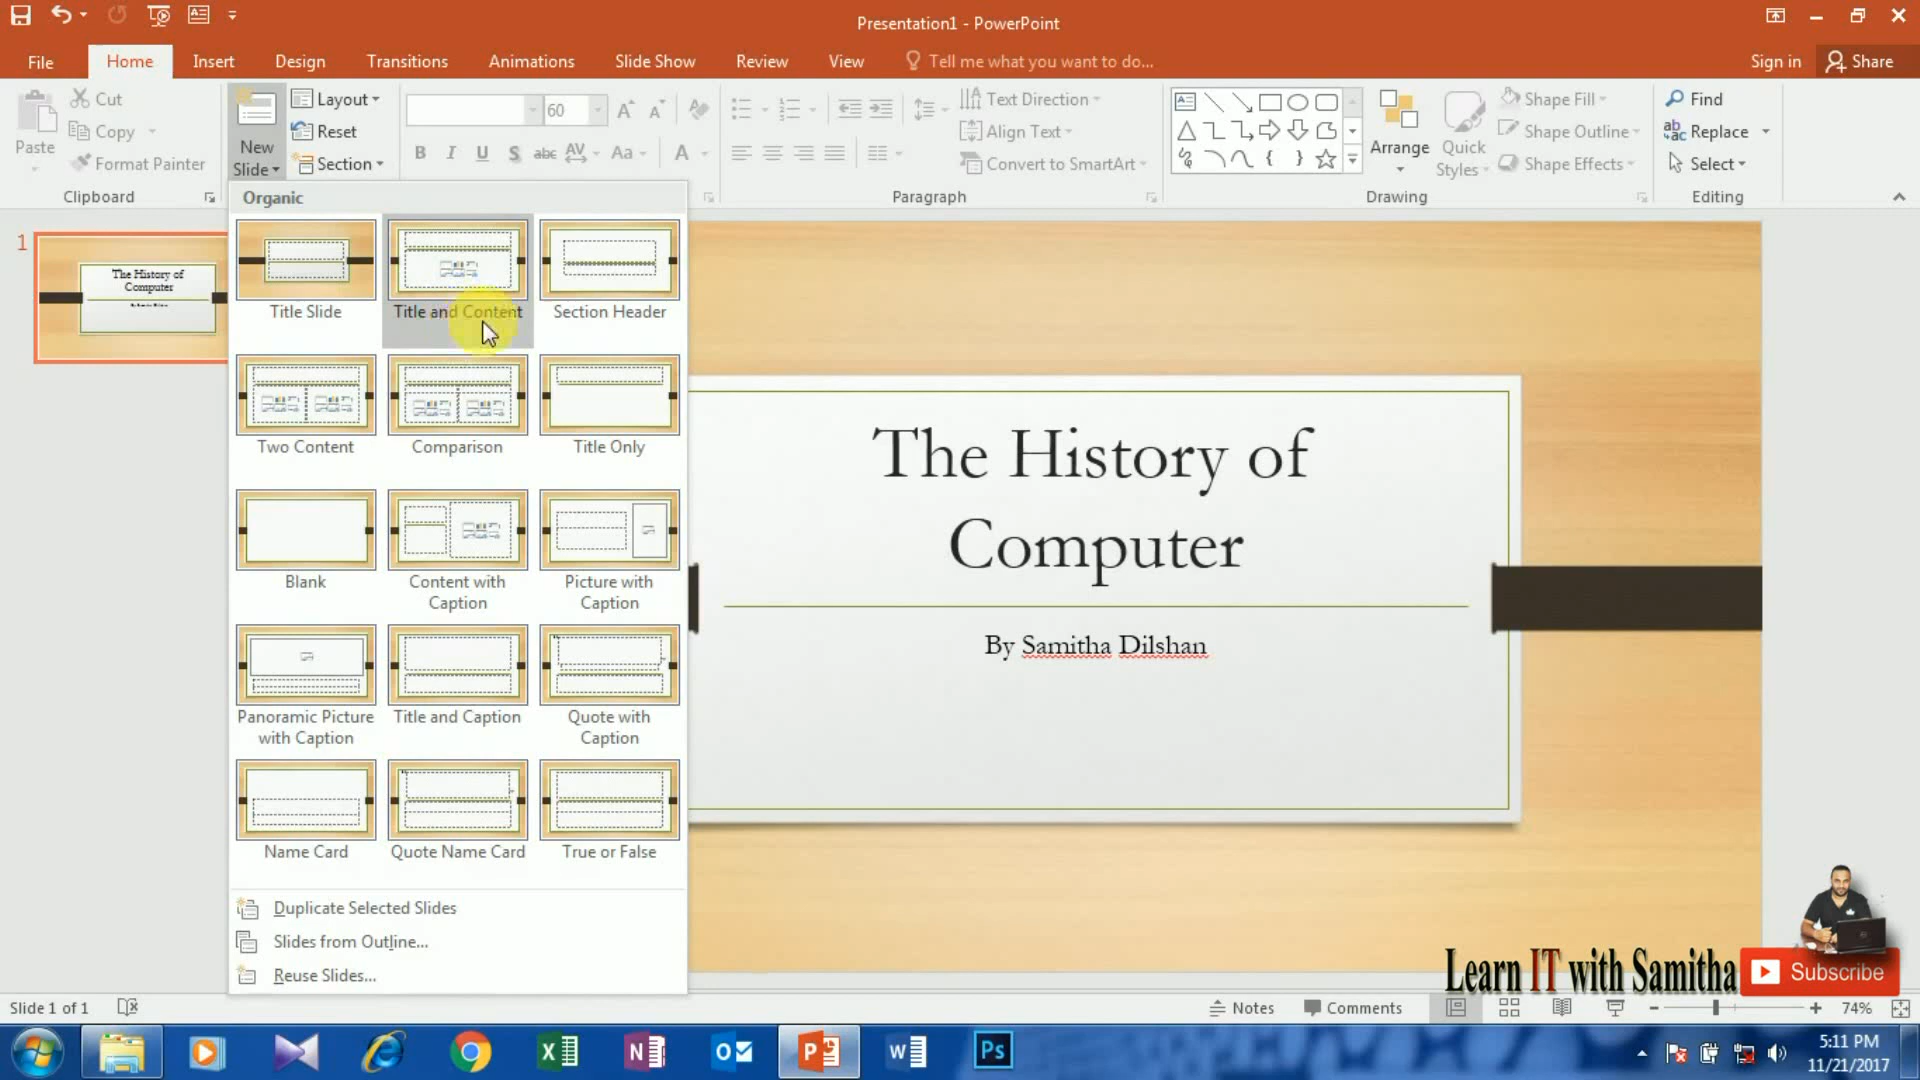 Presentation1 - PowerPoint
File Home Insert Design Transitions Animations Slide Show Review View Tell me what you want to do... Sign in Share
Cut
Copy
Format Painter
Paste
Clipboard
New
Slide
Layout
Reset
Section
60
B I U S abc AV Aa A
Text Direction
Align Text
Convert to SmartArt
Paragraph
Arrange
Quick
Styles
Shape Fill
Shape Outline
Shape Effects
Drawing
Find
Replace
Select
Editing
Organic
Title Slide
Title and Content
Section Header
Two Content
Comparison
Title Only
Blank
Content with
Caption
Picture with
Caption
Panoramic Picture
with Caption
Title and Caption
Quote with
Caption
Name Card
Quote Name Card
True or False
Duplicate Selected Slides
Slides from Outline...
Reuse Slides...
1
The History of
Computer
The History of
Computer
By Samitha Dilshan
Learn IT with Samitha
Subscribe
Slide 1 of 1
Notes
Comments
74%
5:11 PM
11/21/2017